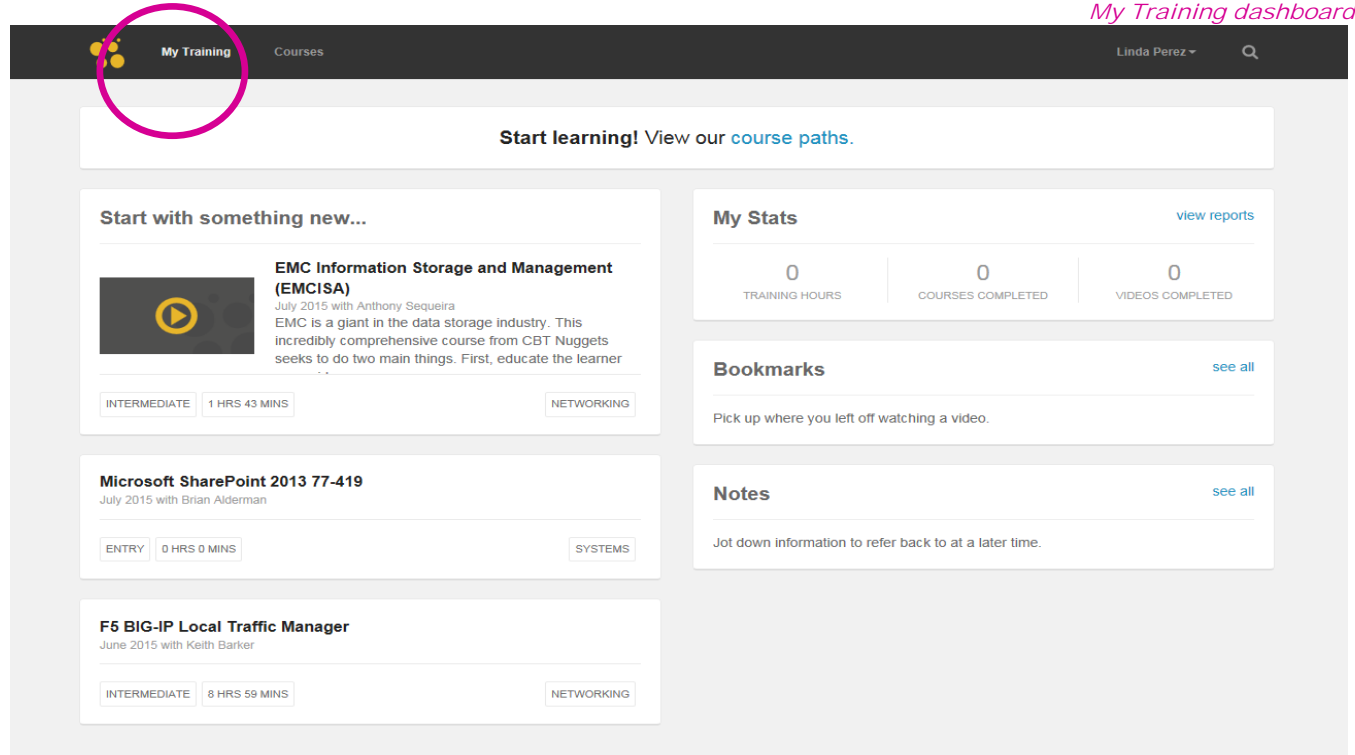 My Training dashboard
My Training Courses Linda Perez
Start learning! View our course paths.
Start with something new...
EMC Information Storage and Management
(EMCISA)
July 2015 with Anthony Sequeira
EMC is a giant in the data storage industry. This
incredibly comprehensive course from CBT Nuggets
seeks to do two main things. First, educate the learner
INTERMEDIATE 1 HRS 43 MINS NETWORKING
Microsoft SharePoint 2013 77-419
July 2015 with Brian Alderman
ENTRY 0 HRS 0 MINS SYSTEMS
F5 BIG-IP Local Traffic Manager
June 2015 with Keith Barker
INTERMEDIATE 8 HRS 59 MINS NETWORKING
My Stats view reports
0 0 0
TRAINING HOURS COURSES COMPLETED VIDEOS COMPLETED
Bookmarks see all
Pick up where you left off watching a video.
Notes see all
Jot down information to refer back to at a later time.